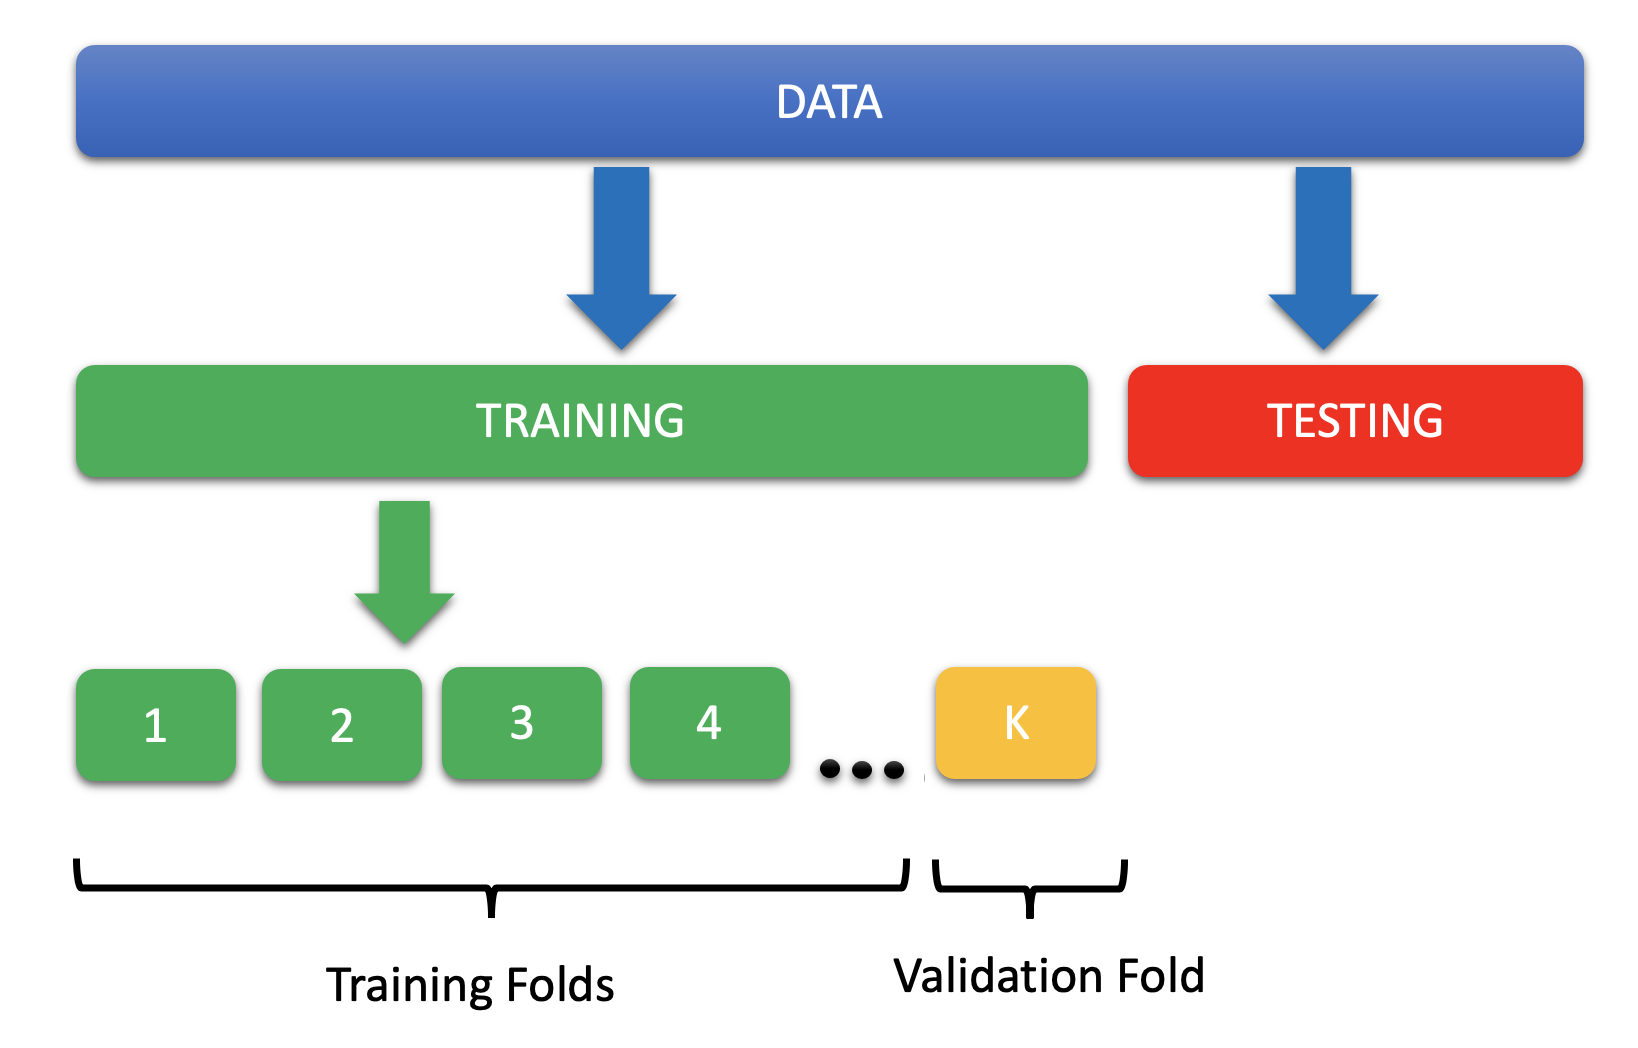 DATA
TRAINING
TESTING
1
2
3
4
K
Training Folds
Validation Fold